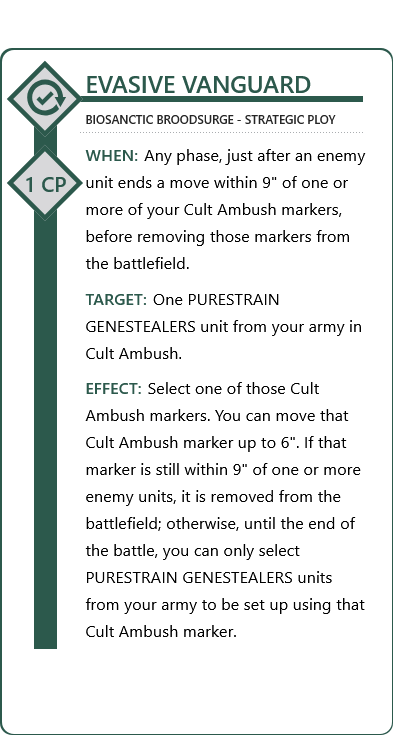 EVASIVE VANGUARD
BIOSANCTIC BROODSURGE - STRATEGIC PLOY
1 CP
WHEN: Any phase, just after an enemy
unit ends a move within 9" of one or
more of your Cult Ambush markers,
before removing those markers from
the battlefield.
TARGET: One PURESTRAIN
GENESTEALERS unit from your army in
Cult Ambush.
EFFECT: Select one of those Cult
Ambush markers. You can move that
Cult Ambush marker up to 6". If that
marker is still within 9" of one or more
enemy units, it is removed from the
battlefield; otherwise, until the end of
the battle, you can only select
PURESTRAIN GENESTEALERS units
from your army to be set up using that
Cult Ambush marker.